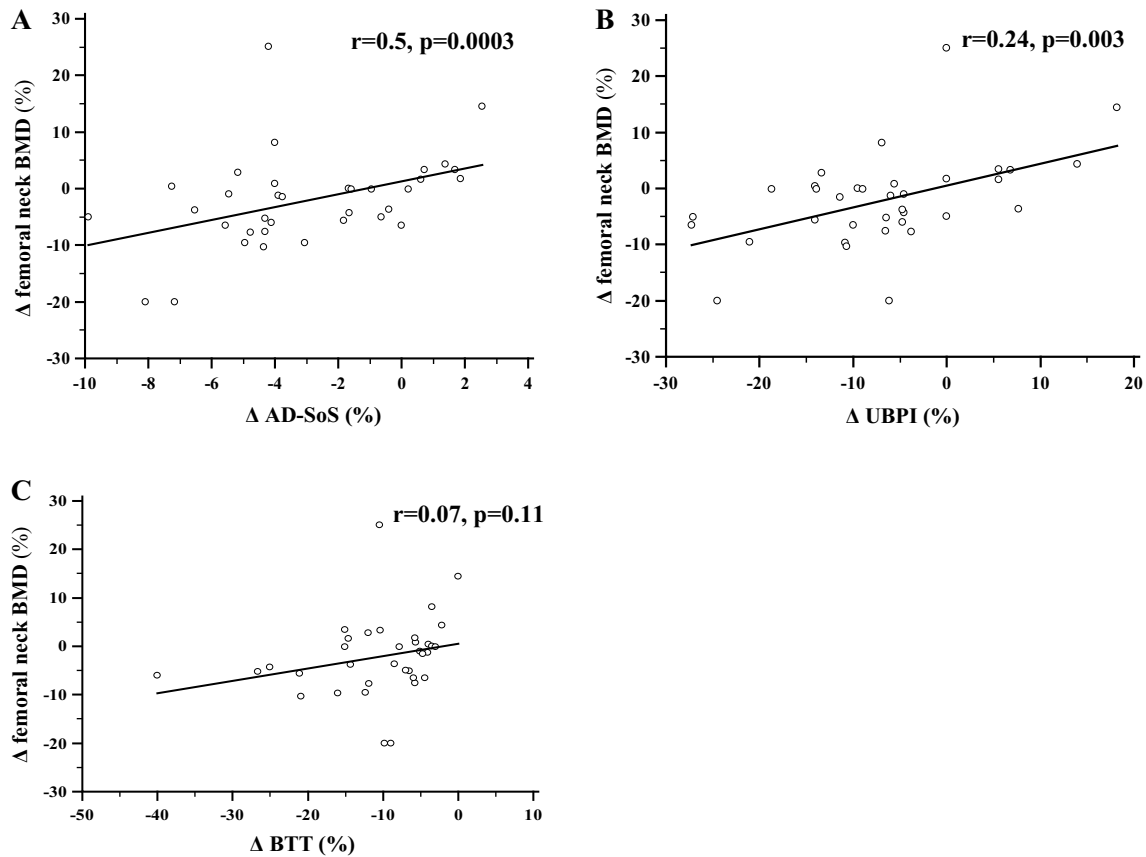 A
r=0.5, p=0.0003
Δ femoral neck BMD (%)
30
20
10
0
-10
-20
-30
-10 -8 -6 -4 -2 0 2 4
Δ AD-SoS (%)
B
r=0.24, p=0.003
Δ femoral neck BMD (%)
30
20
10
0
-10
-20
-30
-30 -20 -10 0 10 20
Δ UBPI (%)
C
r=0.07, p=0.11
Δ femoral neck BMD (%)
30
20
10
0
-10
-20
-30
-50 -40 -30 -20 -10 0 10
Δ BTT (%)